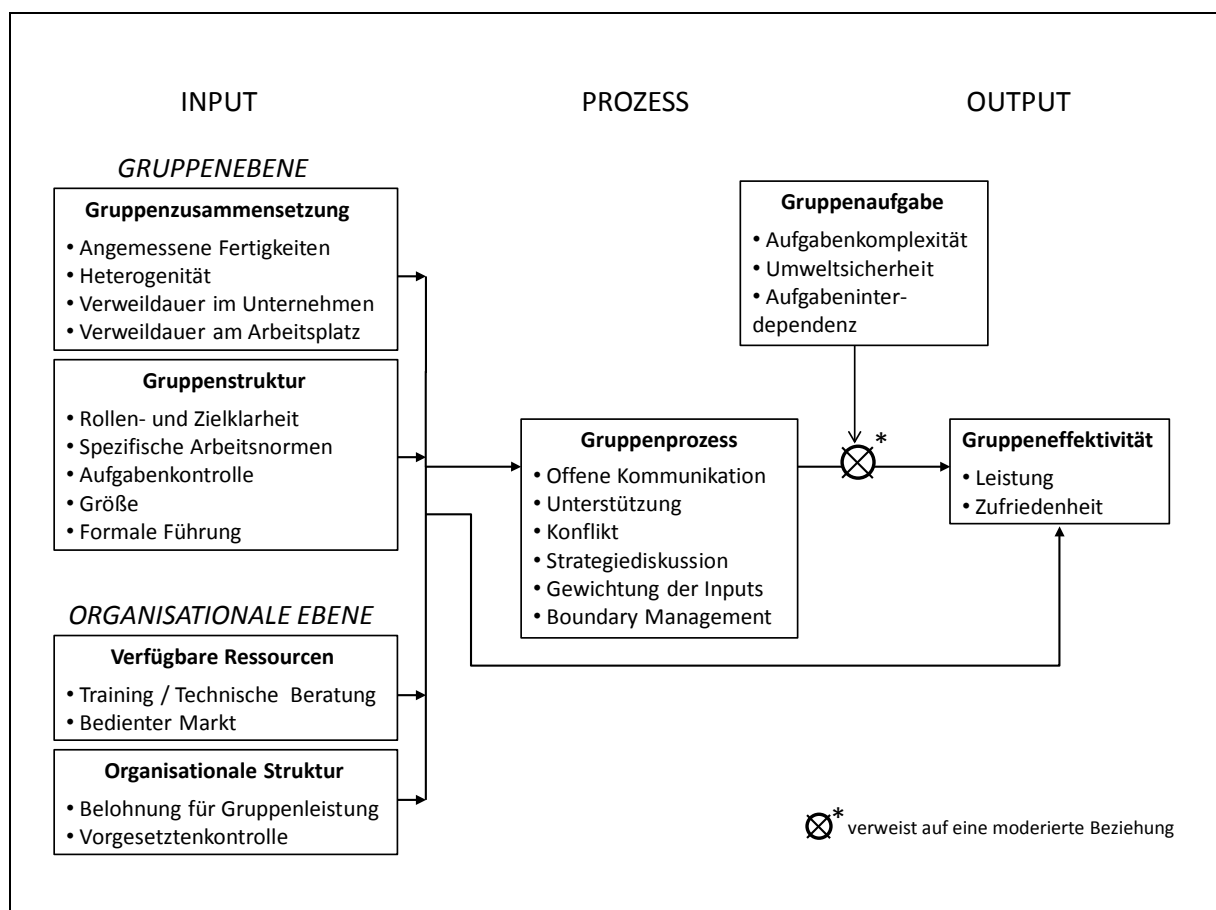 INPUT
PROZESS
OUTPUT
GRUPPENEBENE
Gruppenzusammensetzung
• Angemessene Fertigkeiten
• Heterogenität
• Verweildauer im Unternehmen
• Verweildauer am Arbeitsplatz
Gruppenstruktur
• Rollen- und Zielklarheit
• Spezifische Arbeitsnormen
• Aufgabenkontrolle
• Größe
• Formale Führung
ORGANISATIONALE EBENE
Verfügbare Ressourcen
• Training / Technische Beratung
• Bedienter Markt
Organisationale Struktur
• Belohnung für Gruppenleistung
• Vorgesetztenkontrolle
Gruppenprozess
• Offene Kommunikation
• Unterstützung
• Konflikt
• Strategiediskussion
• Gewichtung der Inputs
• Boundary Management
Gruppenaufgabe
• Aufgabenkomplexität
• Umweltsicherheit
• Aufgabeninter-
dependenz
*
Gruppeneffektivität
• Leistung
• Zufriedenheit
* verweist auf eine moderierte Beziehung